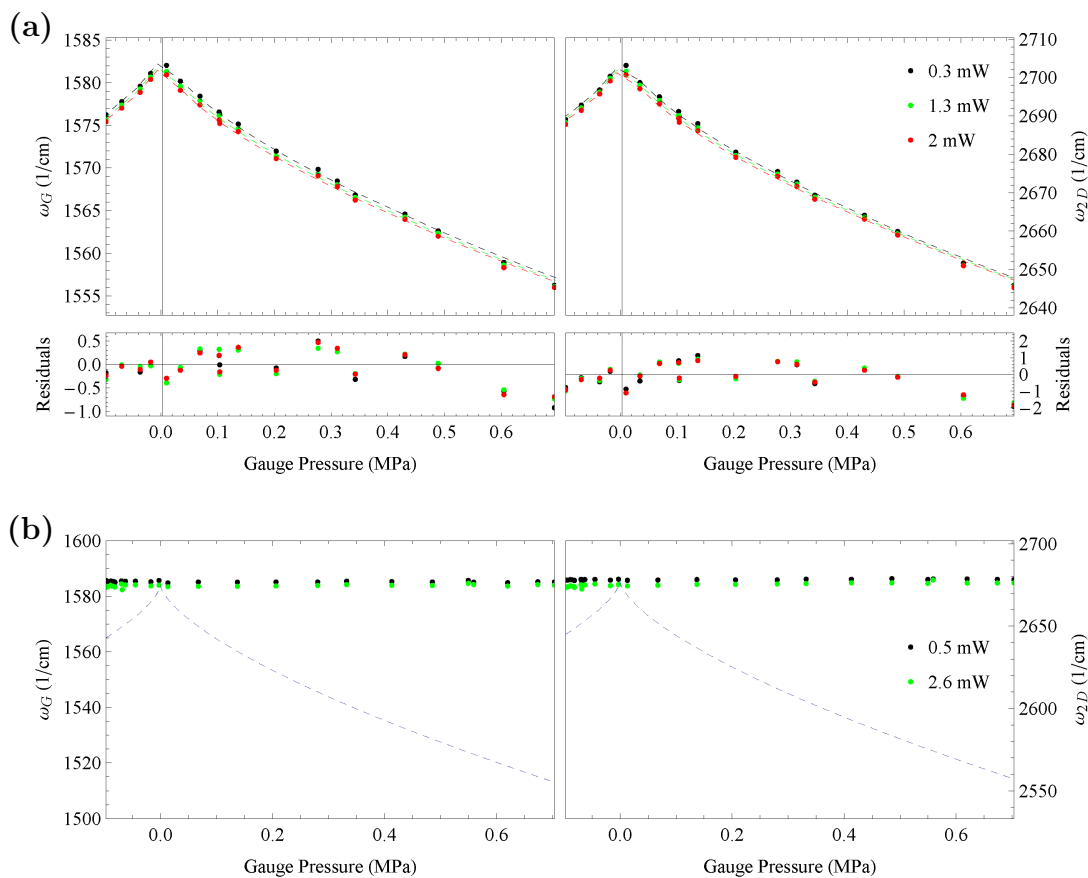 (a)
1585
1580
1575
1570
1565
1560
1555
ω_G (1/cm)
0.3 mW
1.3 mW
2 mW
2710
2700
2690
2680
2670
2660
2650
2640
ω_2D (1/cm)
0.5
0.0
−0.5
−1.0
Residuals
2
1
0
−1
−2
Residuals
0.0 0.1 0.2 0.3 0.4 0.5 0.6
0.0 0.1 0.2 0.3 0.4 0.5 0.6
Gauge Pressure (MPa)
Gauge Pressure (MPa)
(b)
1600
1580
1560
1540
1520
1500
ω_G (1/cm)
0.5 mW
2.6 mW
2700
2650
2600
2550
ω_2D (1/cm)
0.0 0.2 0.4 0.6
0.0 0.2 0.4 0.6
Gauge Pressure (MPa)
Gauge Pressure (MPa)